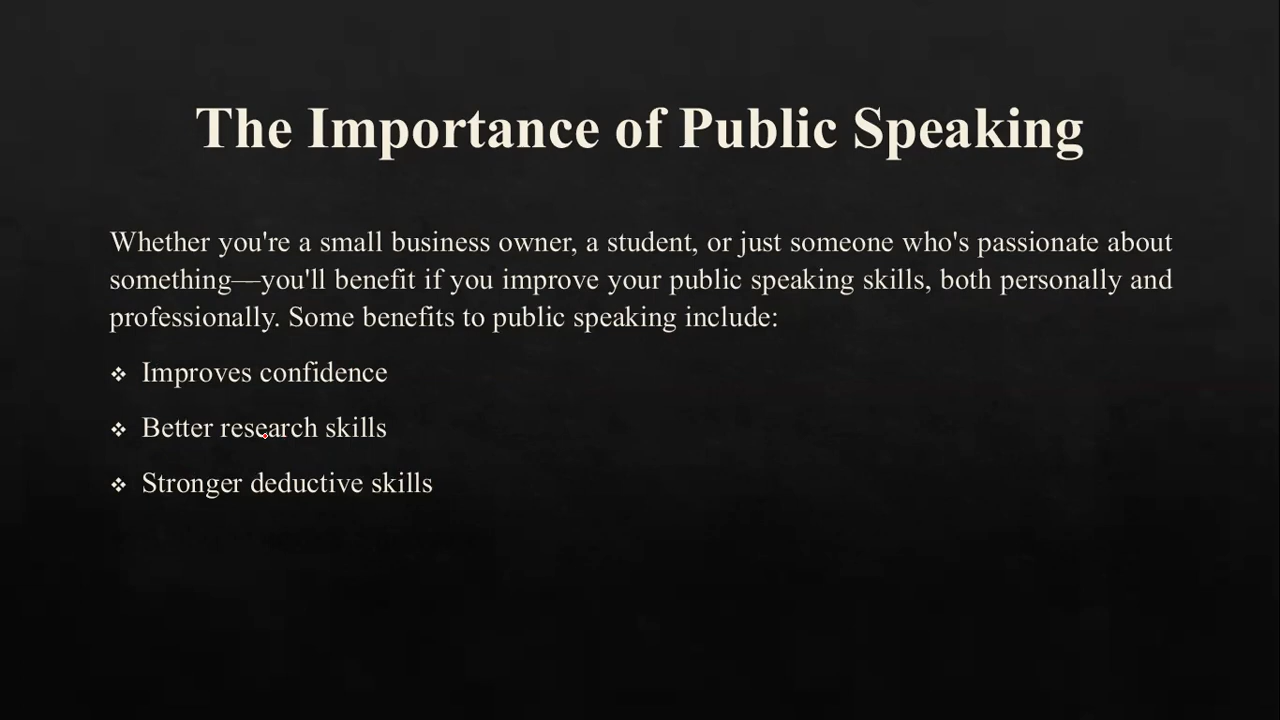 The Importance of Public Speaking
Whether you're a small business owner, a student, or just someone who's passionate about
something—you'll benefit if you improve your public speaking skills, both personally and
professionally. Some benefits to public speaking include:
❖ Improves confidence
❖ Better research skills
❖ Stronger deductive skills